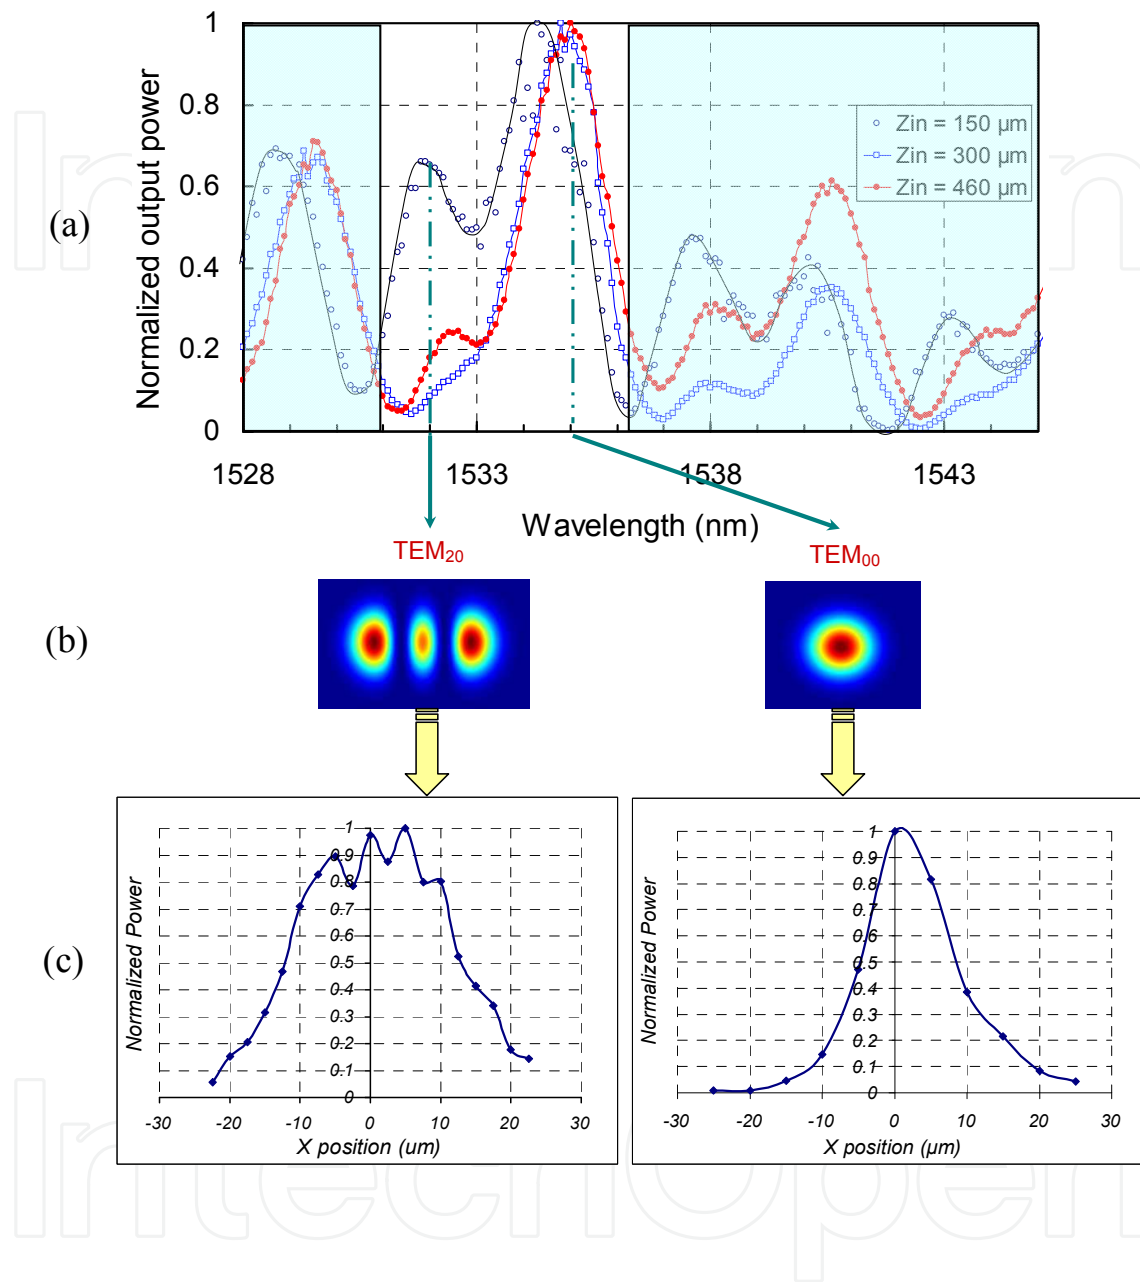 (a)
Normalized output power
1
0.8
0.6
0.4
0.2
0
Zin = 150 µm
Zin = 300 µm
Zin = 460 µm
1528 1533 1538 1543
Wavelength (nm)
TEM20
TEM00
(b)
(c)
Normalized Power
1
0.9
0.8
0.7
0.6
0.5
0.4
0.3
0.2
0.1
0
-30 -20 -10 0 10 20 30
X position (um)
Normalized Power
1
0.9
0.8
0.7
0.6
0.5
0.4
0.3
0.2
0.1
0
-30 -20 -10 0 10 20 30
X position (µm)
IntechOpen
IntechOpen